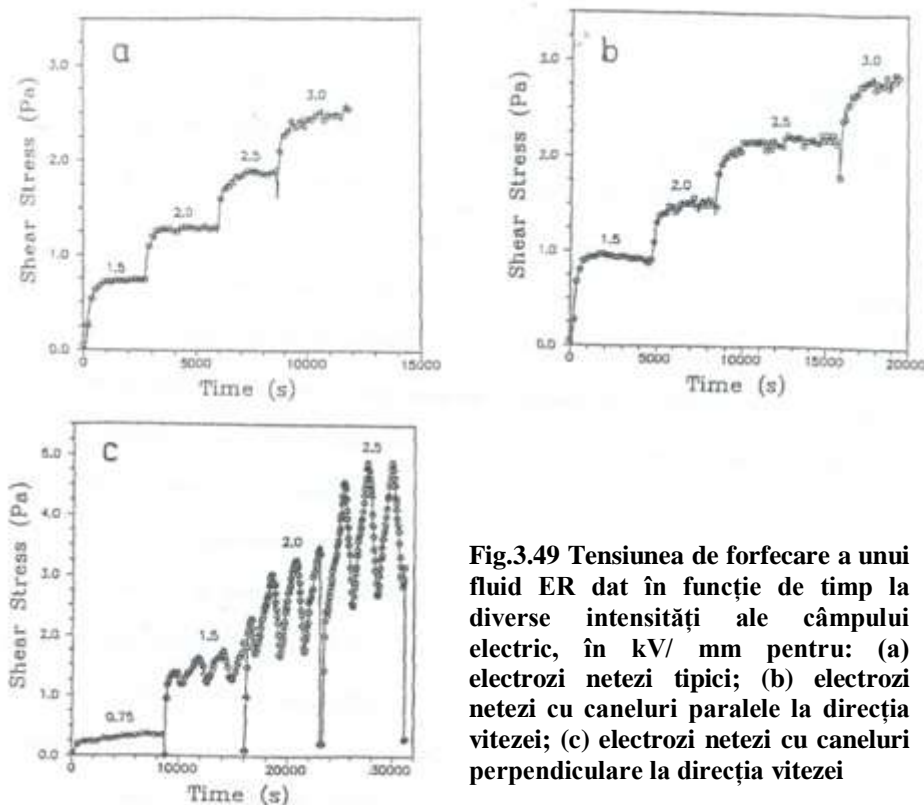 a
3.0
2.5
2.0
1.5
Shear Stress (Pa)
3.0
2.0
1.0
0.0
0 5000 10000 15000
Time (s)
b
3.0
2.5
2.0
1.5
Shear Stress (Pa)
3.0
2.0
1.0
0.0
0 5000 10000 15000 20000
Time (s)
c
2.5
2.0
1.5
0.75
Shear Stress (Pa)
5.0
4.0
3.0
2.0
1.0
0.0
0 10000 20000 30000
Time (s)
Fig.3.49 Tensiunea de forfecare a unui
fluid ER dat în funcție de timp la
diverse intensități ale câmpului
electric, în kV/ mm pentru: (a)
electrozi netezi tipici; (b) electrozi
netezi cu caneluri paralele la direcția
vitezei; (c) electrozi netezi cu caneluri
perpendiculare la direcția vitezei